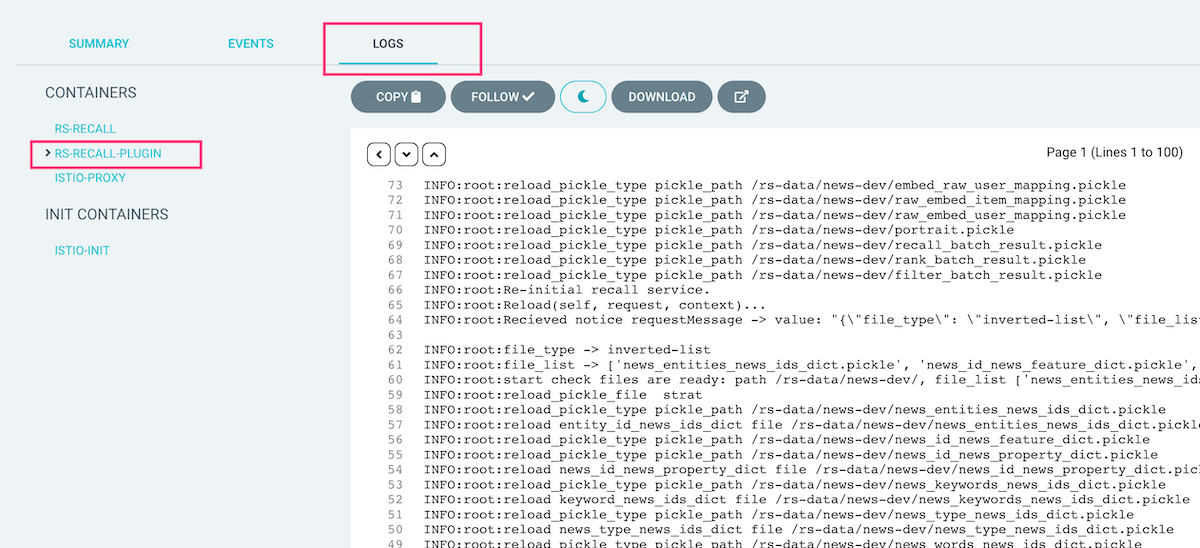 SUMMARY
EVENTS
LOGS
CONTAINERS
RS-RECALL
RS-RECALL-PLUGIN
ISTIO-PROXY
INIT CONTAINERS
ISTIO-INIT
COPY
FOLLOW
DOWNLOAD
Page 1 (Lines 1 to 100)
73 INFO:root:reload_pickle_type pickle_path /rs-data/news-dev/embed_raw_user_mapping.pickle
72 INFO:root:reload_pickle_type pickle_path /rs-data/news-dev/raw_embed_item_mapping.pickle
71 INFO:root:reload_pickle_type pickle_path /rs-data/news-dev/raw_embed_user_mapping.pickle
70 INFO:root:reload_pickle_type pickle_path /rs-data/news-dev/portrait.pickle
69 INFO:root:reload_pickle_type pickle_path /rs-data/news-dev/recall_batch_result.pickle
68 INFO:root:reload_pickle_type pickle_path /rs-data/news-dev/rank_batch_result.pickle
67 INFO:root:reload_pickle_type pickle_path /rs-data/news-dev/filter_batch_result.pickle
66 INFO:root:Re-initial recall service.
65 INFO:root:Reload(self, request, context)...
64 INFO:root:Recieved notice requestMessage -> value: "{\"file_type\": \"inverted-list\", \"file_lis
63
62 INFO:root:file_type -> inverted-list
61 INFO:root:file_list -> ['news_entities_news_ids_dict.pickle', 'news_id_news_feature_dict.pickle',
60 INFO:root:start check files are ready: path /rs-data/news-dev/, file_list ['news_entities_news_ids
59 INFO:root:reload_pickle_file  strat
58 INFO:root:reload_pickle_type pickle_path /rs-data/news-dev/news_entities_news_ids_dict.pickle
57 INFO:root:reload entity_id_news_ids_dict file /rs-data/news-dev/news_entities_news_ids_dict.pickle
56 INFO:root:reload_pickle_type pickle_path /rs-data/news-dev/news_id_news_feature_dict.pickle
55 INFO:root:reload_pickle_type pickle_path /rs-data/news-dev/news_id_news_property_dict.pickle
54 INFO:root:reload news_id_news_property_dict file /rs-data/news-dev/news_id_news_property_dict.pick
53 INFO:root:reload_pickle_type pickle_path /rs-data/news-dev/news_keywords_news_ids_dict.pickle
52 INFO:root:reload keyword_news_ids_dict file /rs-data/news-dev/news_keywords_news_ids_dict.pickle
51 INFO:root:reload_pickle_type pickle_path /rs-data/news-dev/news_type_news_ids_dict.pickle
50 INFO:root:reload news_type_news_ids_dict file /rs-data/news-dev/news_type_news_ids_dict.pickle
49 INFO:root:reload_pickle_type pickle_path /rs-data/news-dev/news_words_news_ids_dict.pickle